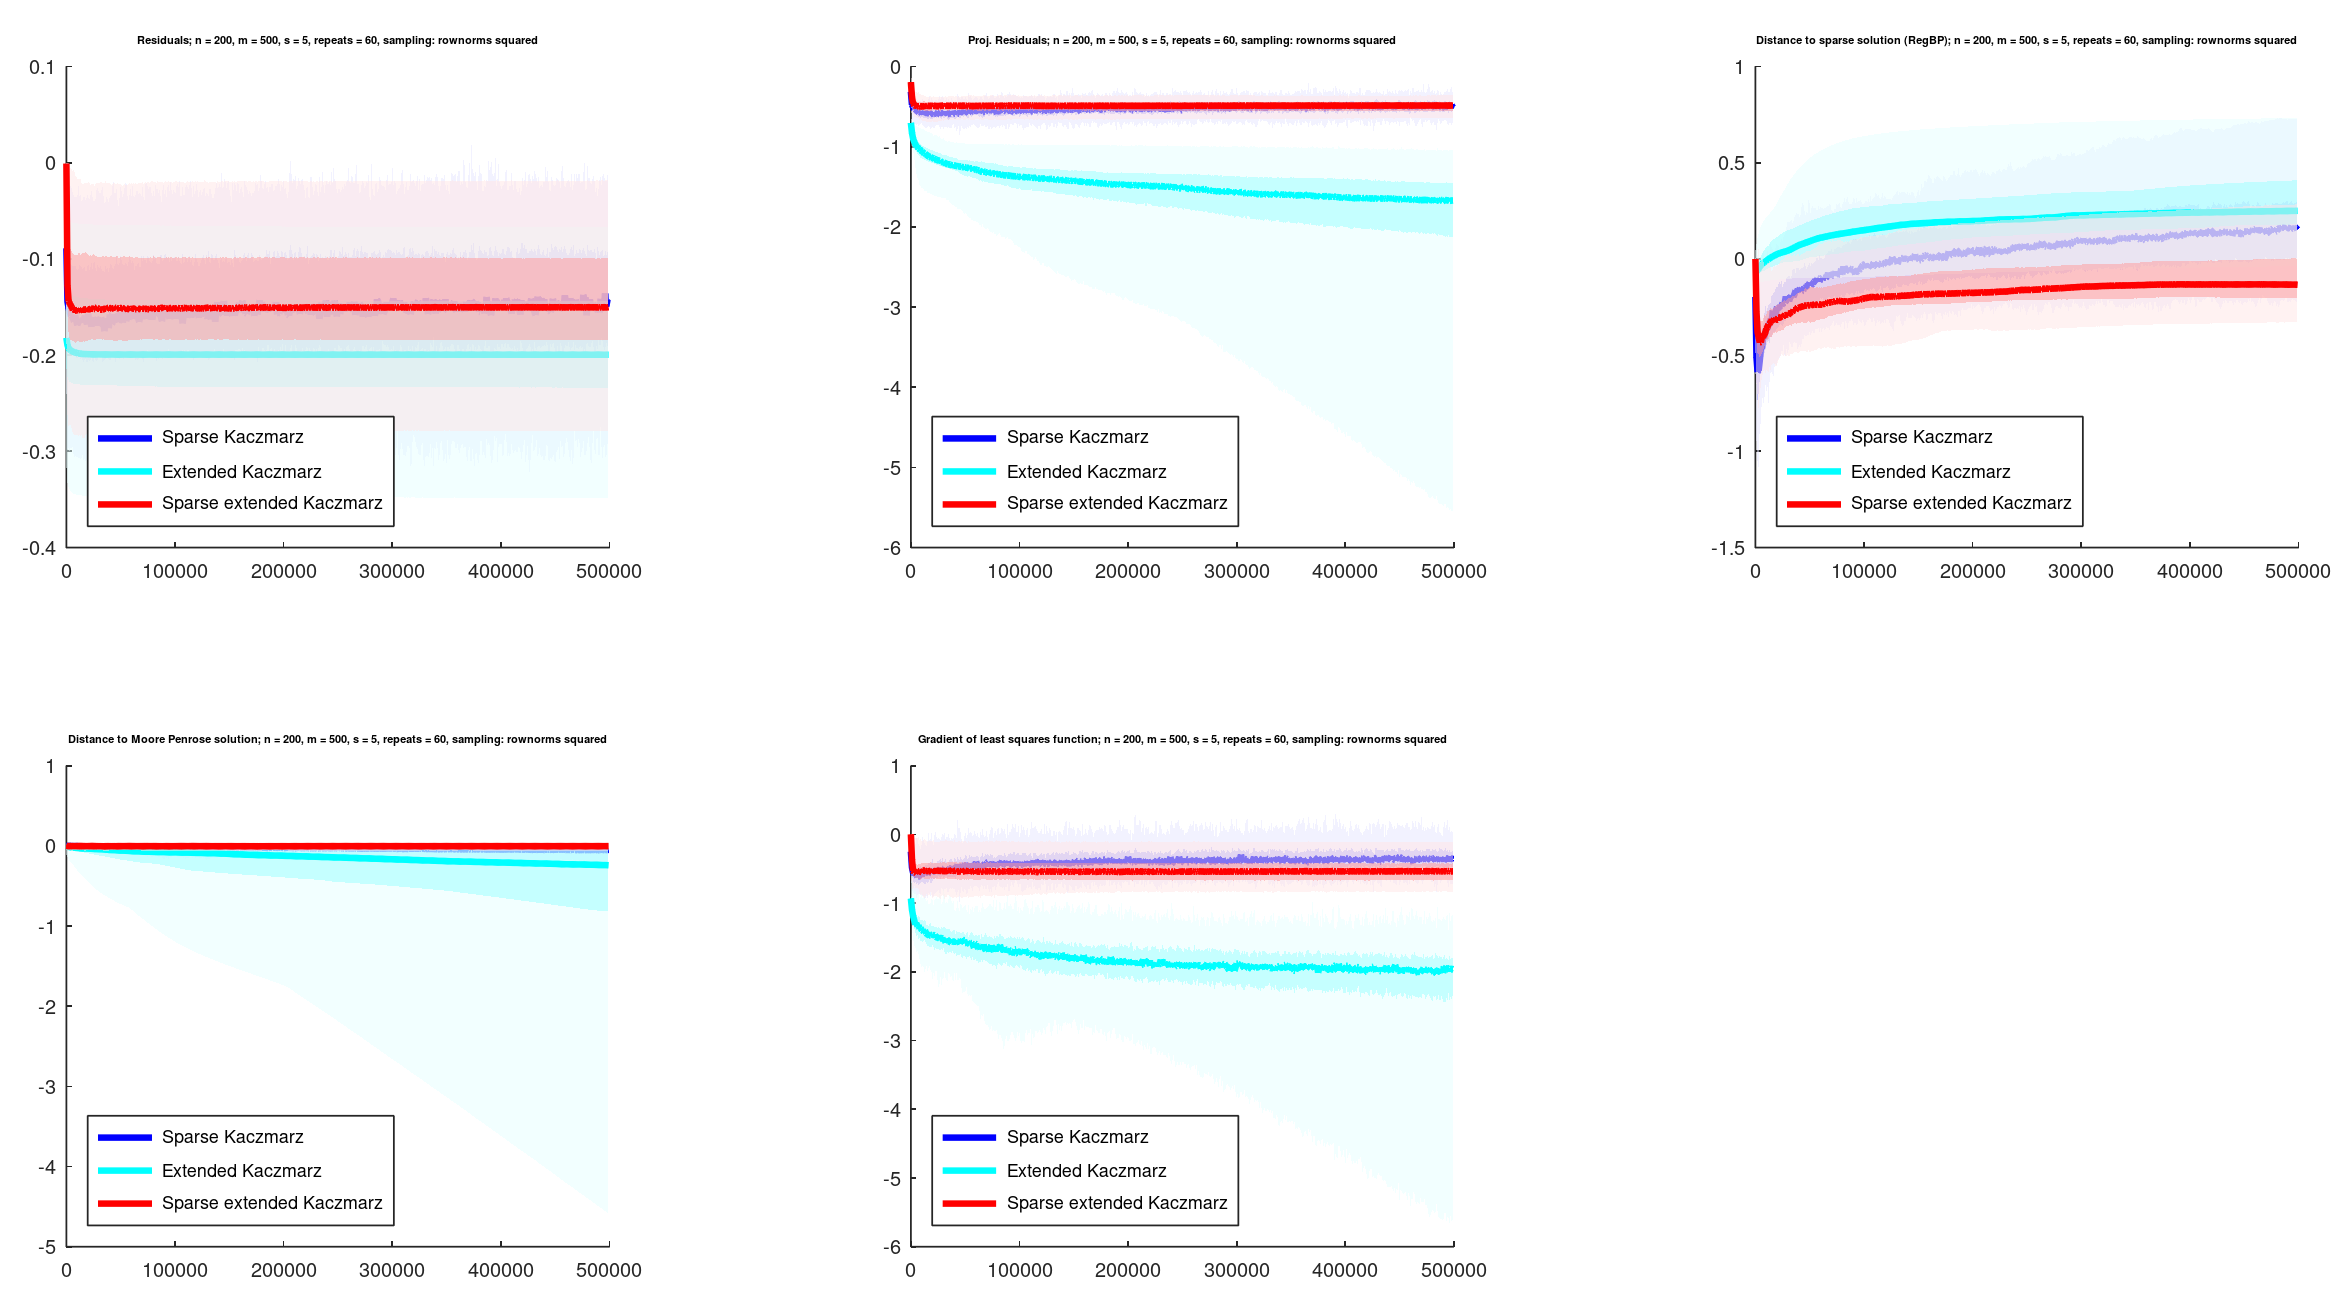 Residuals; n = 200, m = 500, s = 5, repeats = 60, sampling: rownorms squared
0.1
0
-0.1
-0.2
-0.3
-0.4
0 100000 200000 300000 400000 500000
Sparse Kaczmarz
Extended Kaczmarz
Sparse extended Kaczmarz
Proj. Residuals; n = 200, m = 500, s = 5, repeats = 60, sampling: rownorms squared
0
-1
-2
-3
-4
-5
-6
0 100000 200000 300000 400000 500000
Sparse Kaczmarz
Extended Kaczmarz
Sparse extended Kaczmarz
Distance to sparse solution (RegBP); n = 200, m = 500, s = 5, repeats = 60, sampling: rownorms squared
1
0.5
0
-0.5
-1
-1.5
0 100000 200000 300000 400000 500000
Sparse Kaczmarz
Extended Kaczmarz
Sparse extended Kaczmarz
Distance to Moore Penrose solution; n = 200, m = 500, s = 5, repeats = 60, sampling: rownorms squared
1
0
-1
-2
-3
-4
-5
0 100000 200000 300000 400000 500000
Sparse Kaczmarz
Extended Kaczmarz
Sparse extended Kaczmarz
Gradient of least squares function; n = 200, m = 500, s = 5, repeats = 60, sampling: rownorms squared
1
0
-1
-2
-3
-4
-5
-6
0 100000 200000 300000 400000 500000
Sparse Kaczmarz
Extended Kaczmarz
Sparse extended Kaczmarz